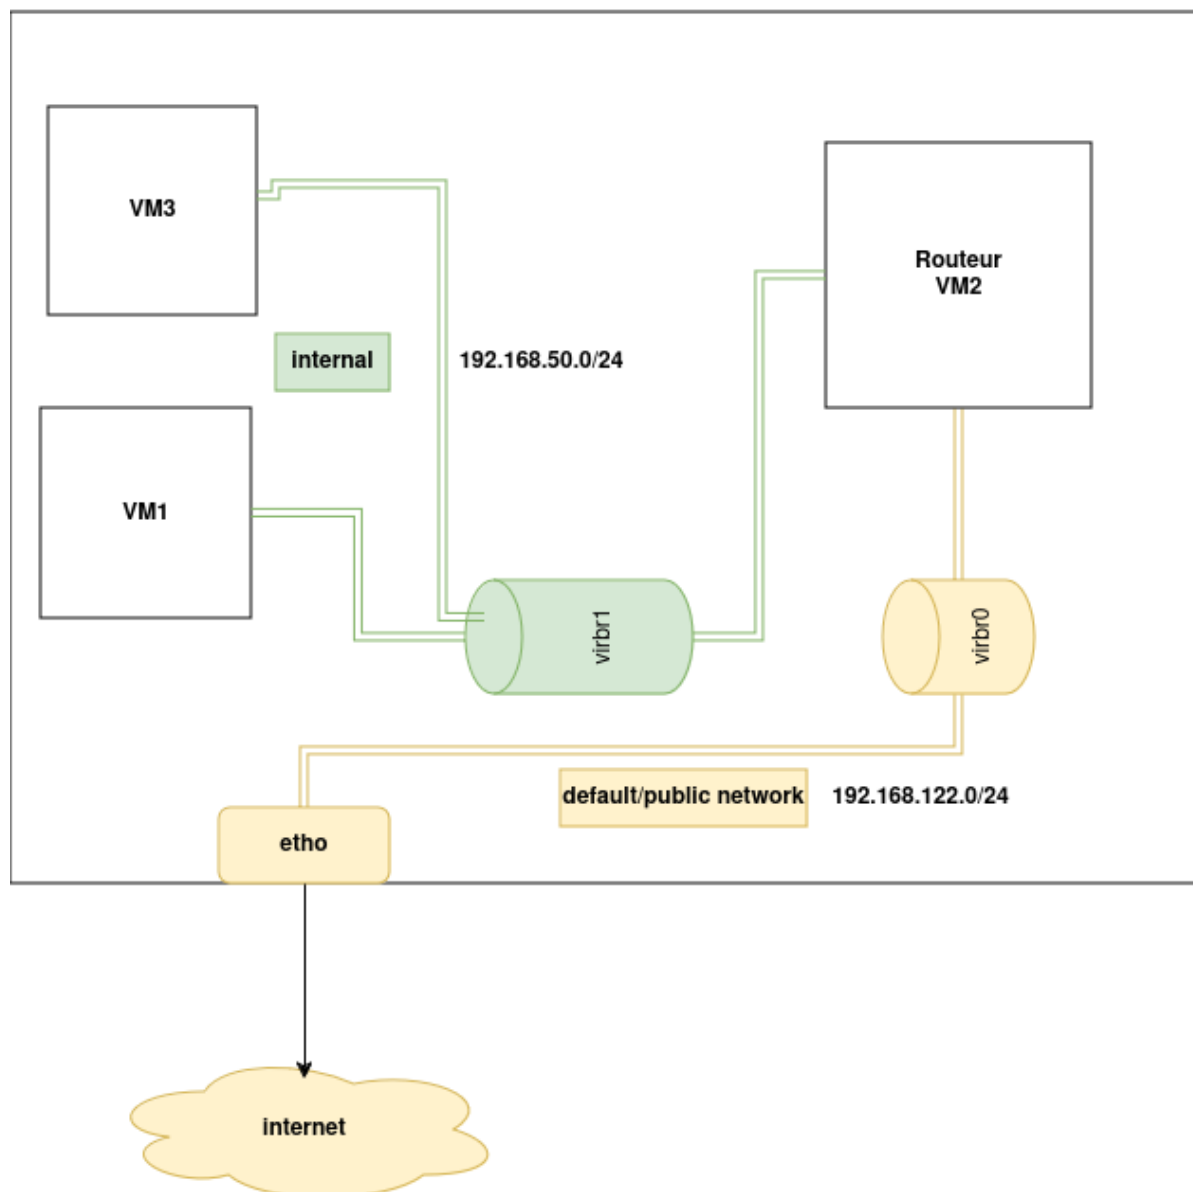 VM3
Routeur
VM2
internal
192.168.50.0/24
VM1
virbr1
virbr0
default/public network
192.168.122.0/24
etho
internet